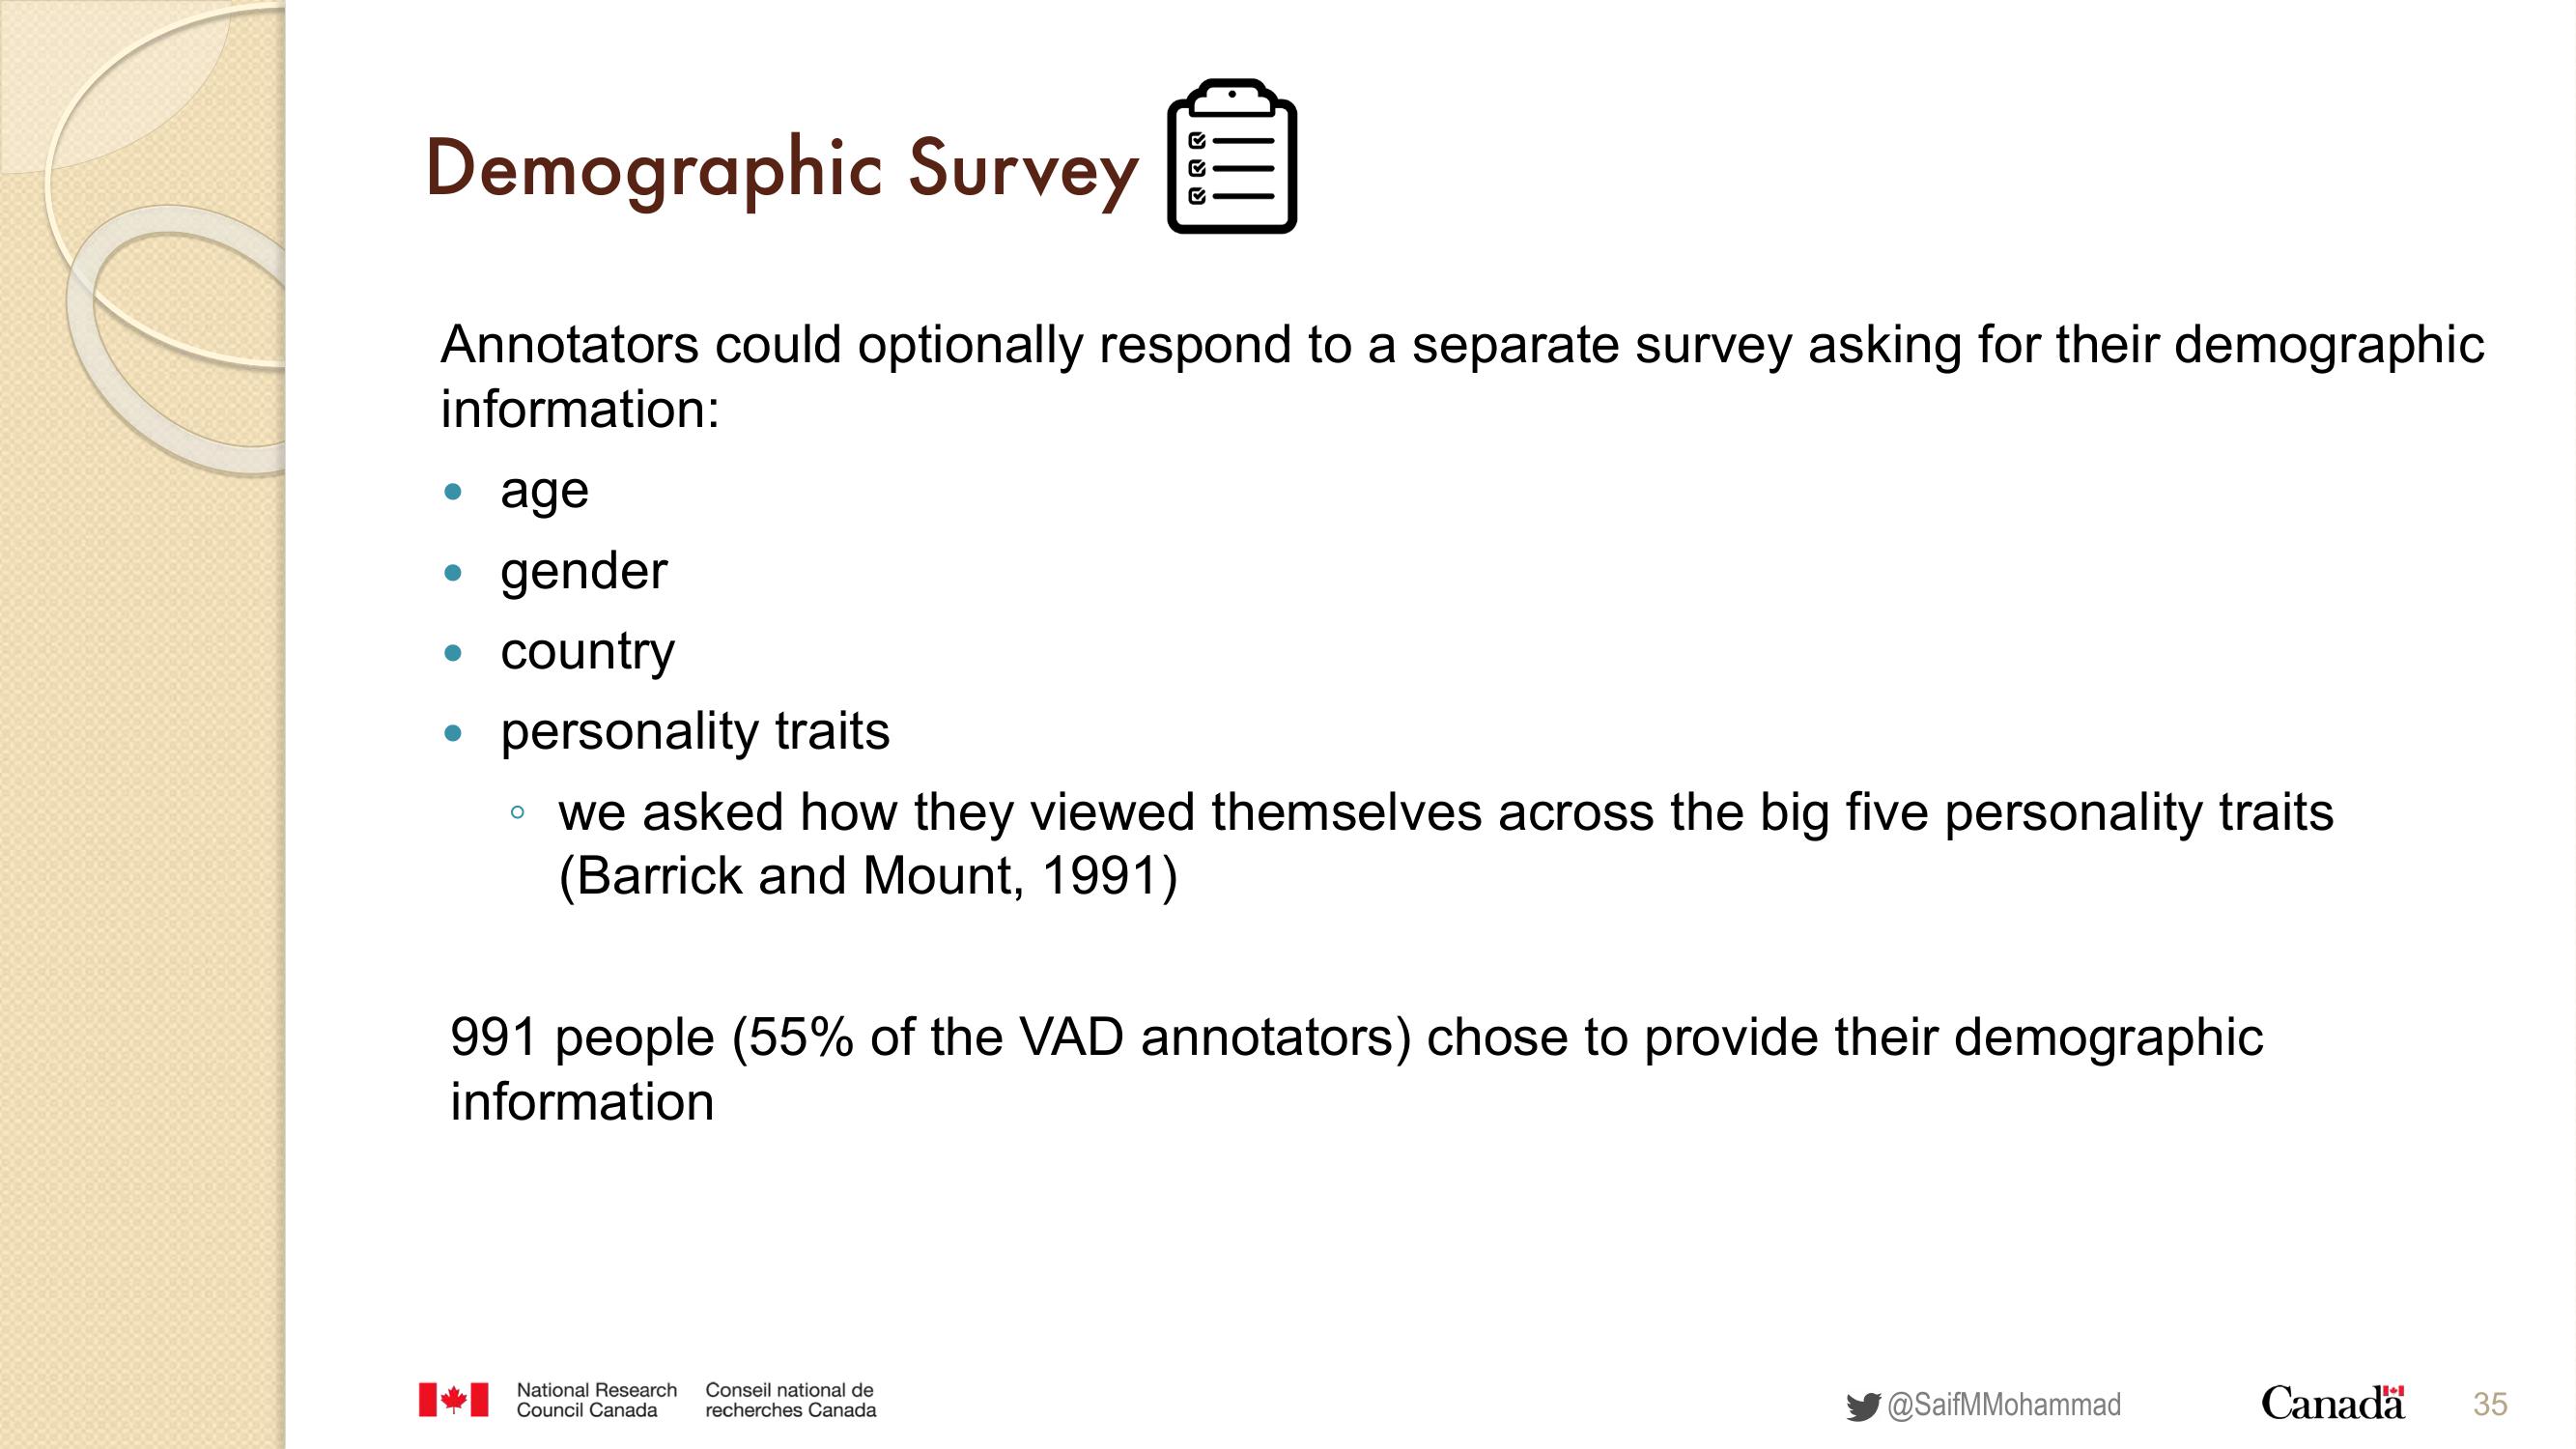 Demographic Survey
Annotators could optionally respond to a separate survey asking for their demographic
information:
• age
• gender
• country
• personality traits
◦ we asked how they viewed themselves across the big five personality traits
(Barrick and Mount, 1991)
991 people (55% of the VAD annotators) chose to provide their demographic
information
National Research
Council Canada
Conseil national de
recherches Canada
@SaifMMohammad
Canada
35